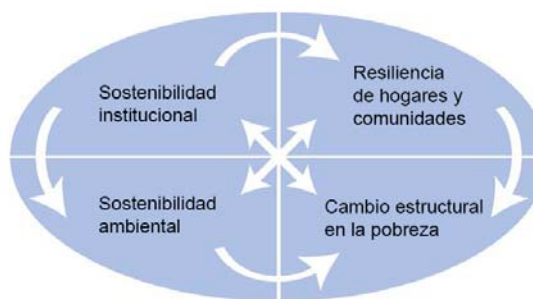 Sostenibilidad
institucional
Resiliencia
de hogares y
comunidades
Sostenibilidad
ambiental
Cambio estructural
en la pobreza